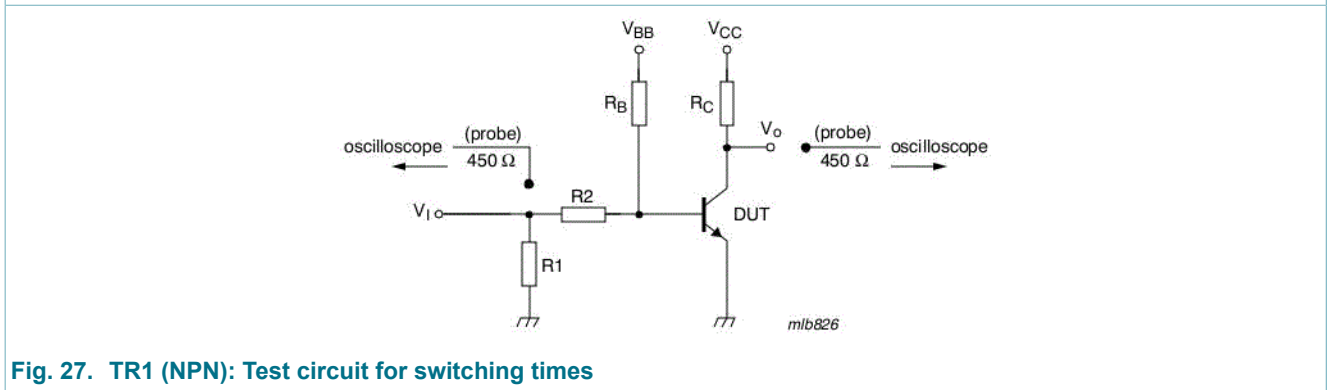 VBB VCC
RB RC
Vo
(probe) (probe)
oscilloscope 450 Ω 450 Ω oscilloscope
R2
VI DUT
R1
mlb826
Fig. 27. TR1 (NPN): Test circuit for switching times